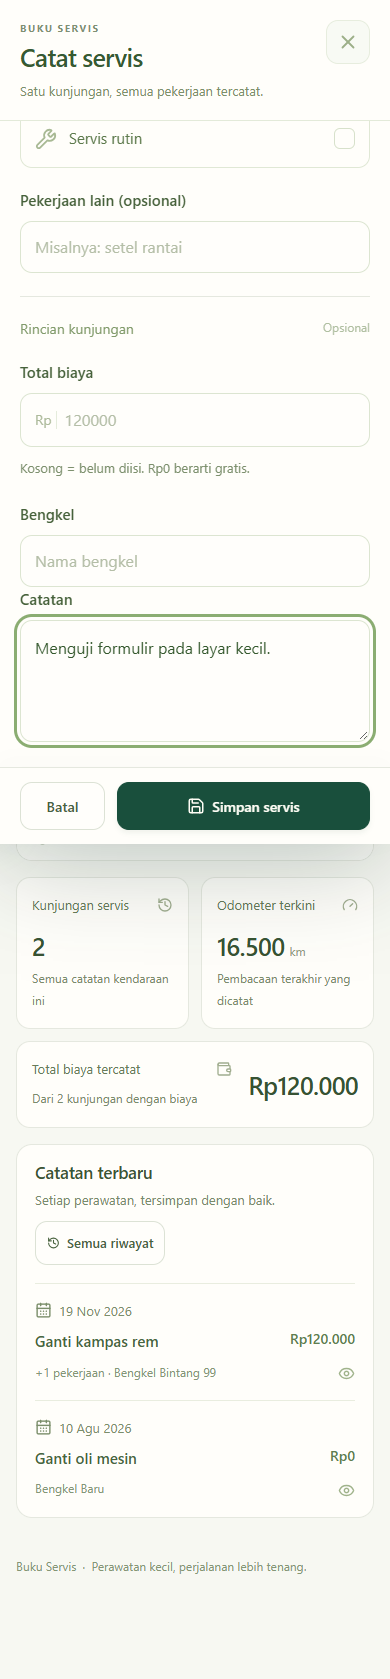 BUKU SERVIS
Catat servis
Satu kunjungan, semua pekerjaan tercatat.
Servis rutin
Pekerjaan lain (opsional)
Misalnya: setel rantai
Rincian kunjungan
Opsional
Total biaya
Rp
120000
Kosong = belum diisi. Rp0 berarti gratis.
Bengkel
Nama bengkel
Catatan
Menguji formulir pada layar kecil.
Batal
Simpan servis
Kunjungan servis
2
Semua catatan kendaraan
ini
Odometer terkini
16.500 km
Pembacaan terakhir yang
dicatat
Total biaya tercatat
Dari 2 kunjungan dengan biaya
Rp120.000
Catatan terbaru
Setiap perawatan, tersimpan dengan baik.
Semua riwayat
19 Nov 2026
Ganti kampas rem
Rp120.000
+1 pekerjaan · Bengkel Bintang 99
10 Agu 2026
Ganti oli mesin
Rp0
Bengkel Baru
Buku Servis · Perawatan kecil, perjalanan lebih tenang.